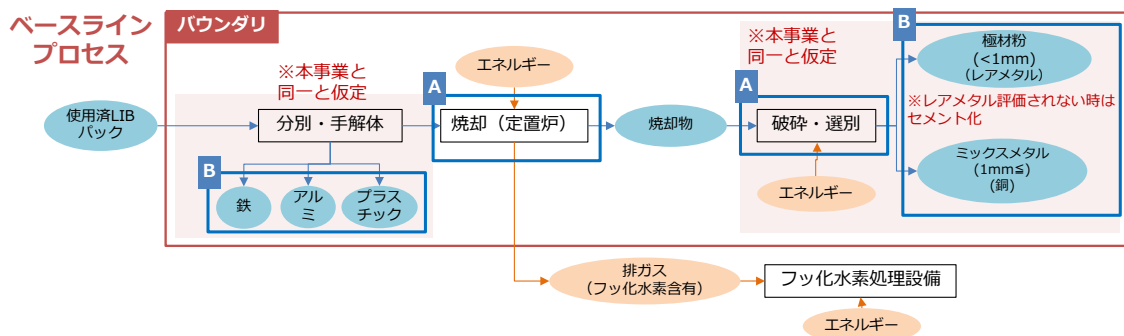 ベースライン
プロセス
バウンダリ
使用済LIB
パック
※本事業と
同一と仮定
分別・手解体
B
鉄
アル
ミ
プラス
チック
エネルギー
A
焼却（定置炉）
焼却物
※本事業と
同一と仮定
A
破砕・選別
エネルギー
B
極材粉
(<1mm)
(レアメタル)
※レアメタル評価されない時は
セメント化
ミックスメタル
(1mm≦)
(銅)
排ガス
（フッ化水素含有）
フッ化水素処理設備
エネルギー